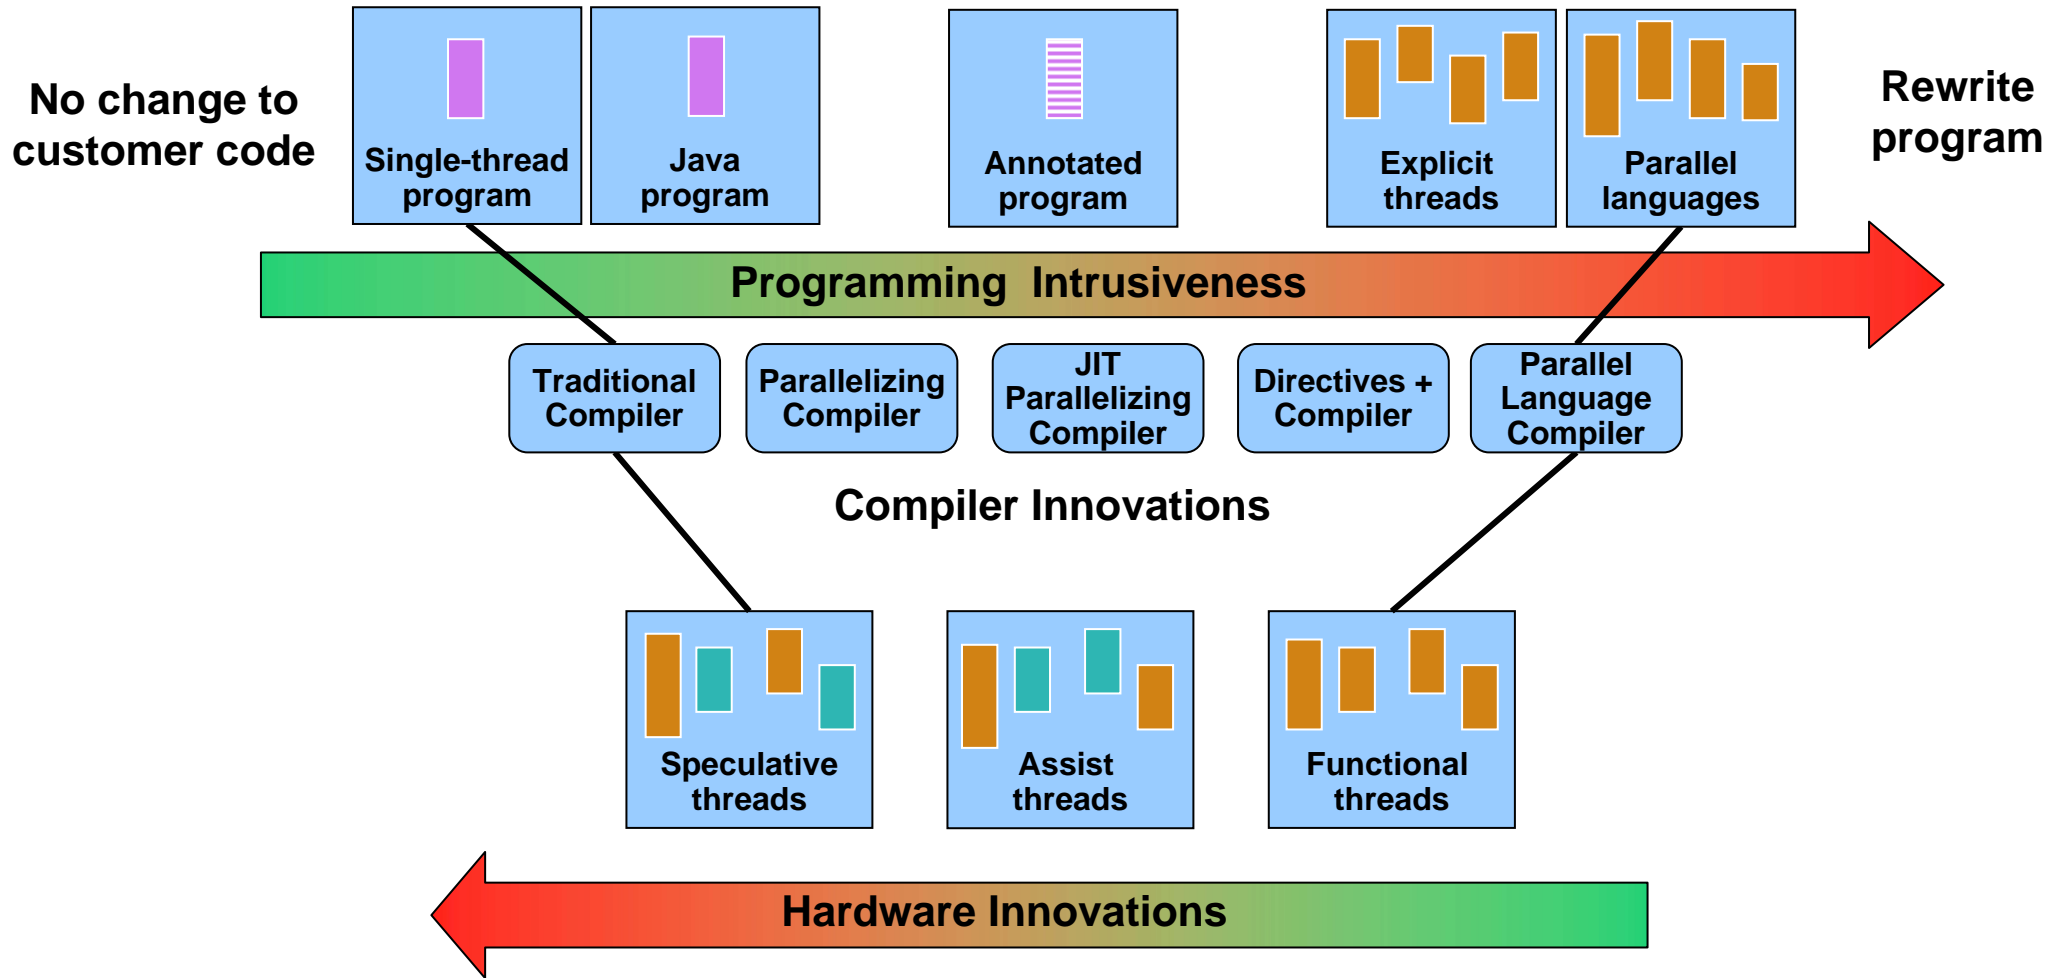 No change to
customer code
Single-thread
program
Java
program
Annotated
program
Explicit
threads
Parallel
languages
Rewrite
program
Programming Intrusiveness
Traditional
Compiler
Parallelizing
Compiler
JIT
Parallelizing
Compiler
Directives +
Compiler
Parallel
Language
Compiler
Compiler Innovations
Speculative
threads
Assist
threads
Functional
threads
Hardware Innovations